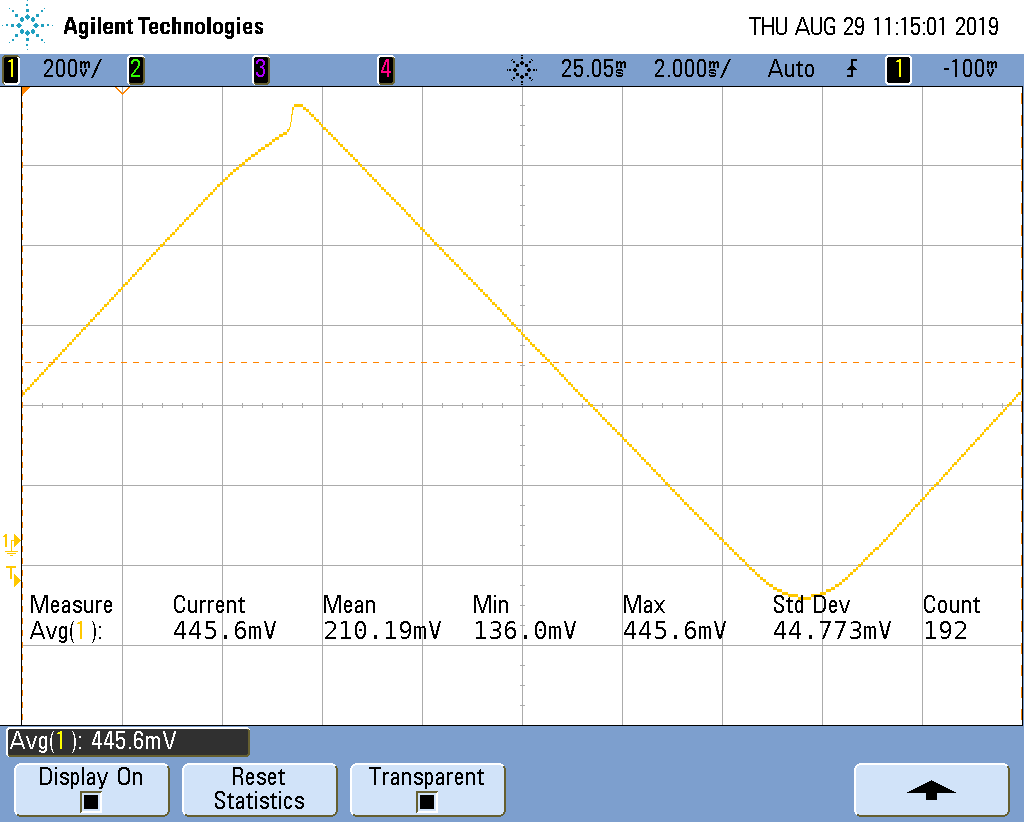 Agilent Technologies
THU AUG 29 11:15:01 2019
1 200mV/ 2 3 4 25.05ms 2.000ms/ Auto 1 -100mV
1
T
Measure Current Mean Min Max Std Dev Count
Avg(1): 445.6mV 210.19mV 136.0mV 445.6mV 44.773mV 192
Avg(1): 445.6mV
Display On
Reset Statistics
Transparent